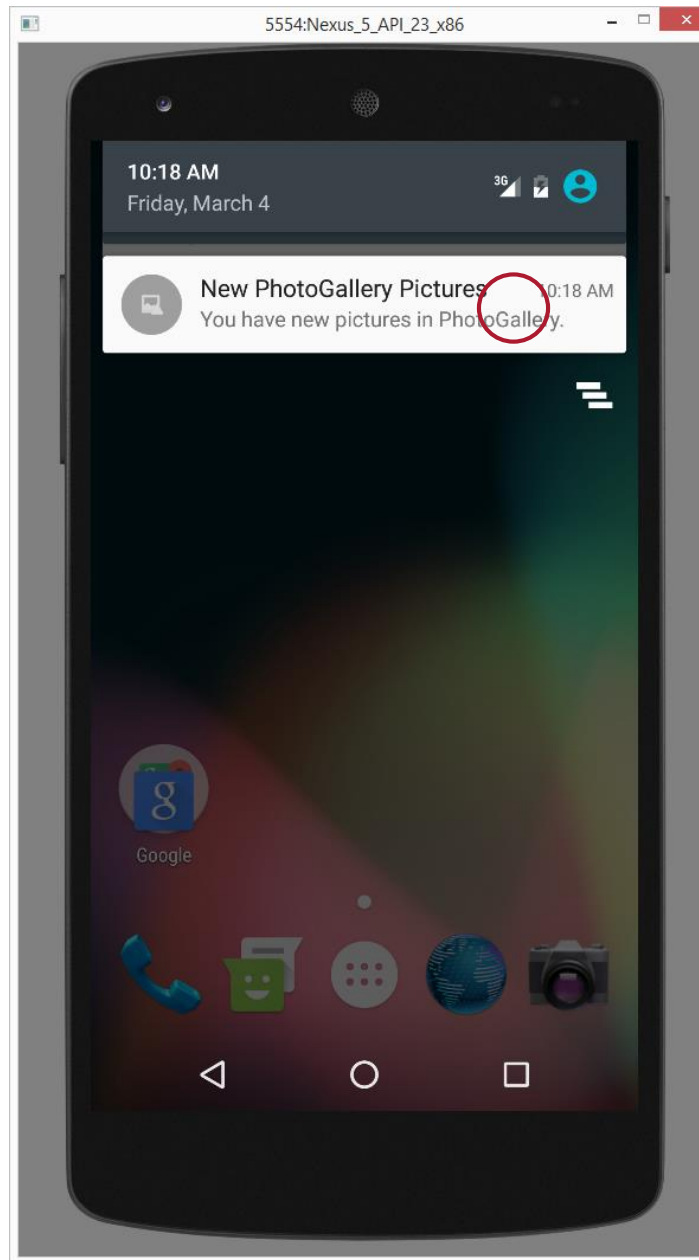 5554:Nexus_5_API_23_x86
10:18 AM
Friday, March 4
3G
New PhotoGallery Pictures 10:18 AM
You have new pictures in PhotoGallery.
g
Google